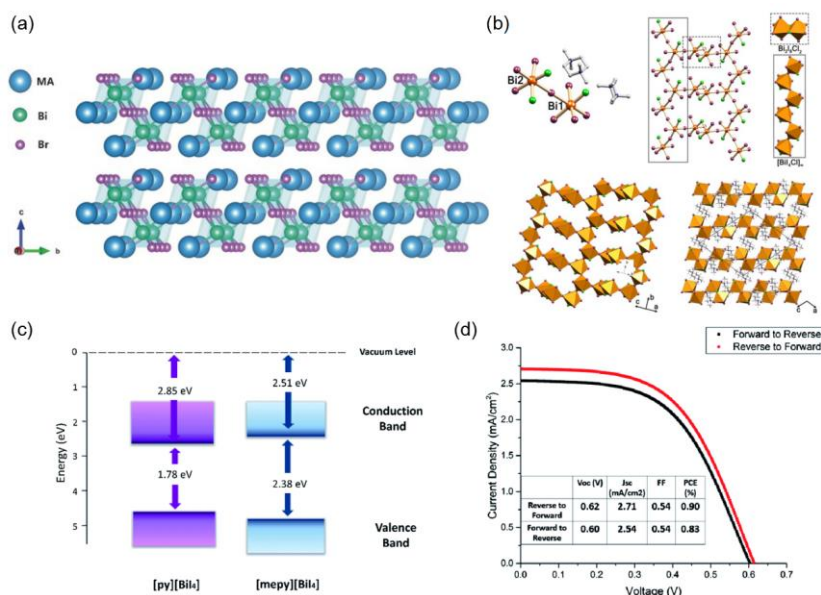 (a)
MA
Bi
Br
c
b
(b)
Bi2
Bi1
[BiI₄Cl]ₙ
c
b
a
c
a
(c)
0
Vacuum Level
1
2.85 eV
2.51 eV
Conduction
Band
2
Energy (eV)
3
1.78 eV
2.38 eV
4
5
Valence
Band
[py][BiI₄]
[mepy][BiI₄]
(d)
Forward to Reverse
Reverse to Forward
3.0
2.5
2.0
1.5
1.0
0.5
0.0
Current Density (mA/cm²)
Voc (V) Jsc (mA/cm2) FF PCE (%)
Reverse to Forward 0.62 2.71 0.54 0.90
Forward to Reverse 0.60 2.54 0.54 0.83
0.0 0.1 0.2 0.3 0.4 0.5 0.6 0.7
Voltage (V)